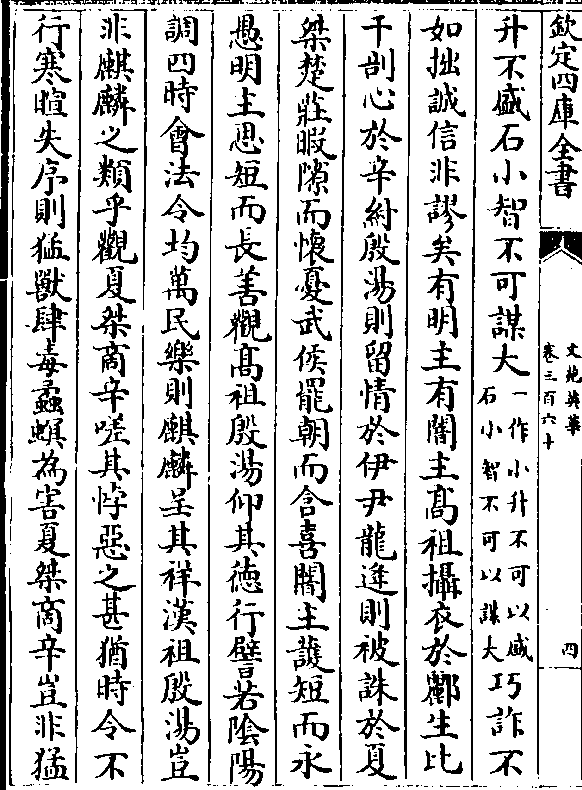 欽定四庫全書
文苑英華
卷三百六十
四
升不盛石小智不可謀大一作小升不可以盛石小智不可以謀大巧詐不
如拙誠信非謬矣有明主有闇主高祖攝衣於酈生比
干剖心於辛紂殷湯則留情於伊尹龍逄則被誅於夏
桀楚莊暇隙而懷憂武侯罷朝而含喜闇主護短而永
愚明主思短而長善觀高祖殷湯仰其德行譬若陰陽
調四時會法令均萬民樂則麒麟呈其祥漢祖殷湯豈
非麒麟之類乎觀夏桀商辛嗟其悖惡之甚猶時令不
行寒暄失序則猛獸肆毒蟊螟為害夏桀商辛豈非猛